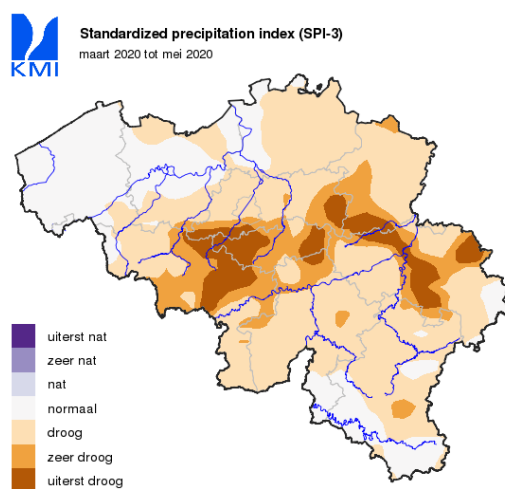 Standardized precipitation index (SPI-3)
maart 2020 tot mei 2020
KMI
uiterst nat
zeer nat
nat
normaal
droog
zeer droog
uiterst droog